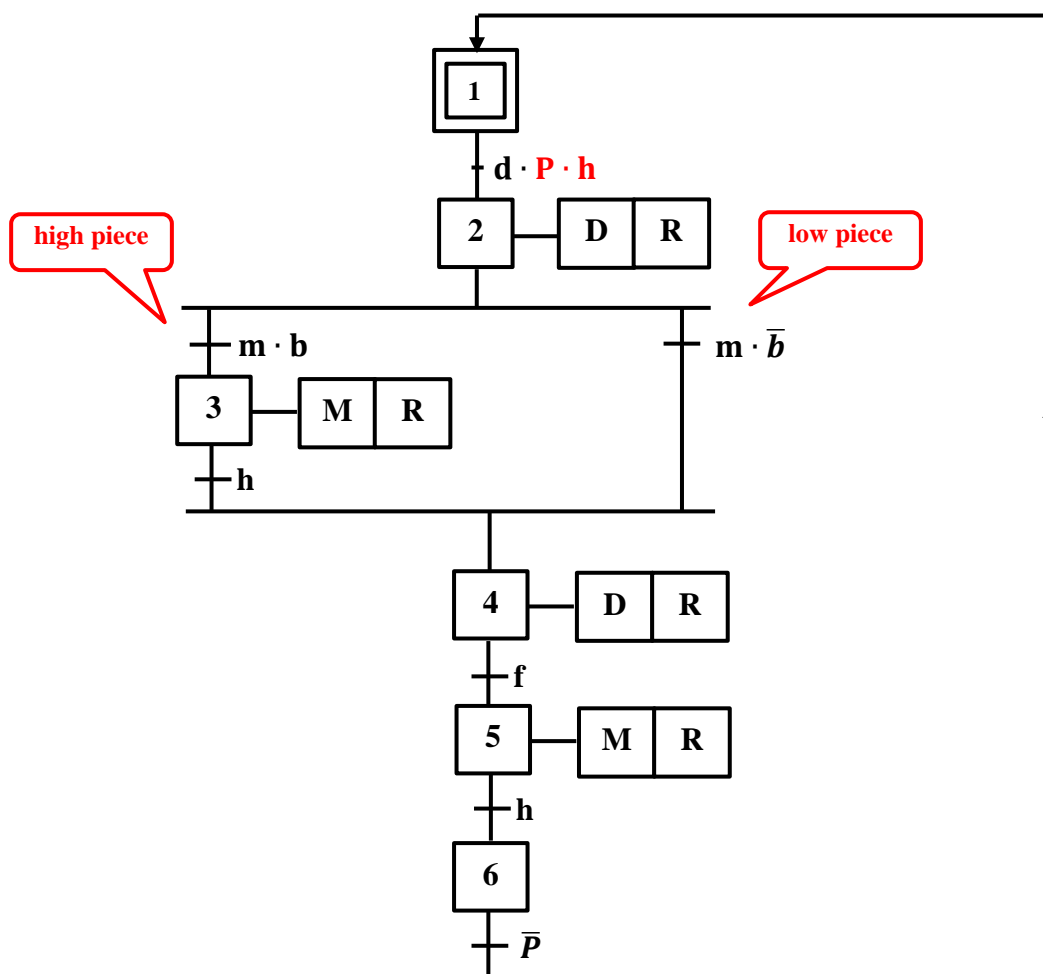 1
d · P · h
2 D R
high piece
low piece
m · b
m · b̅
3 M R
h
4 D R
f
5 M R
h
6
P̅